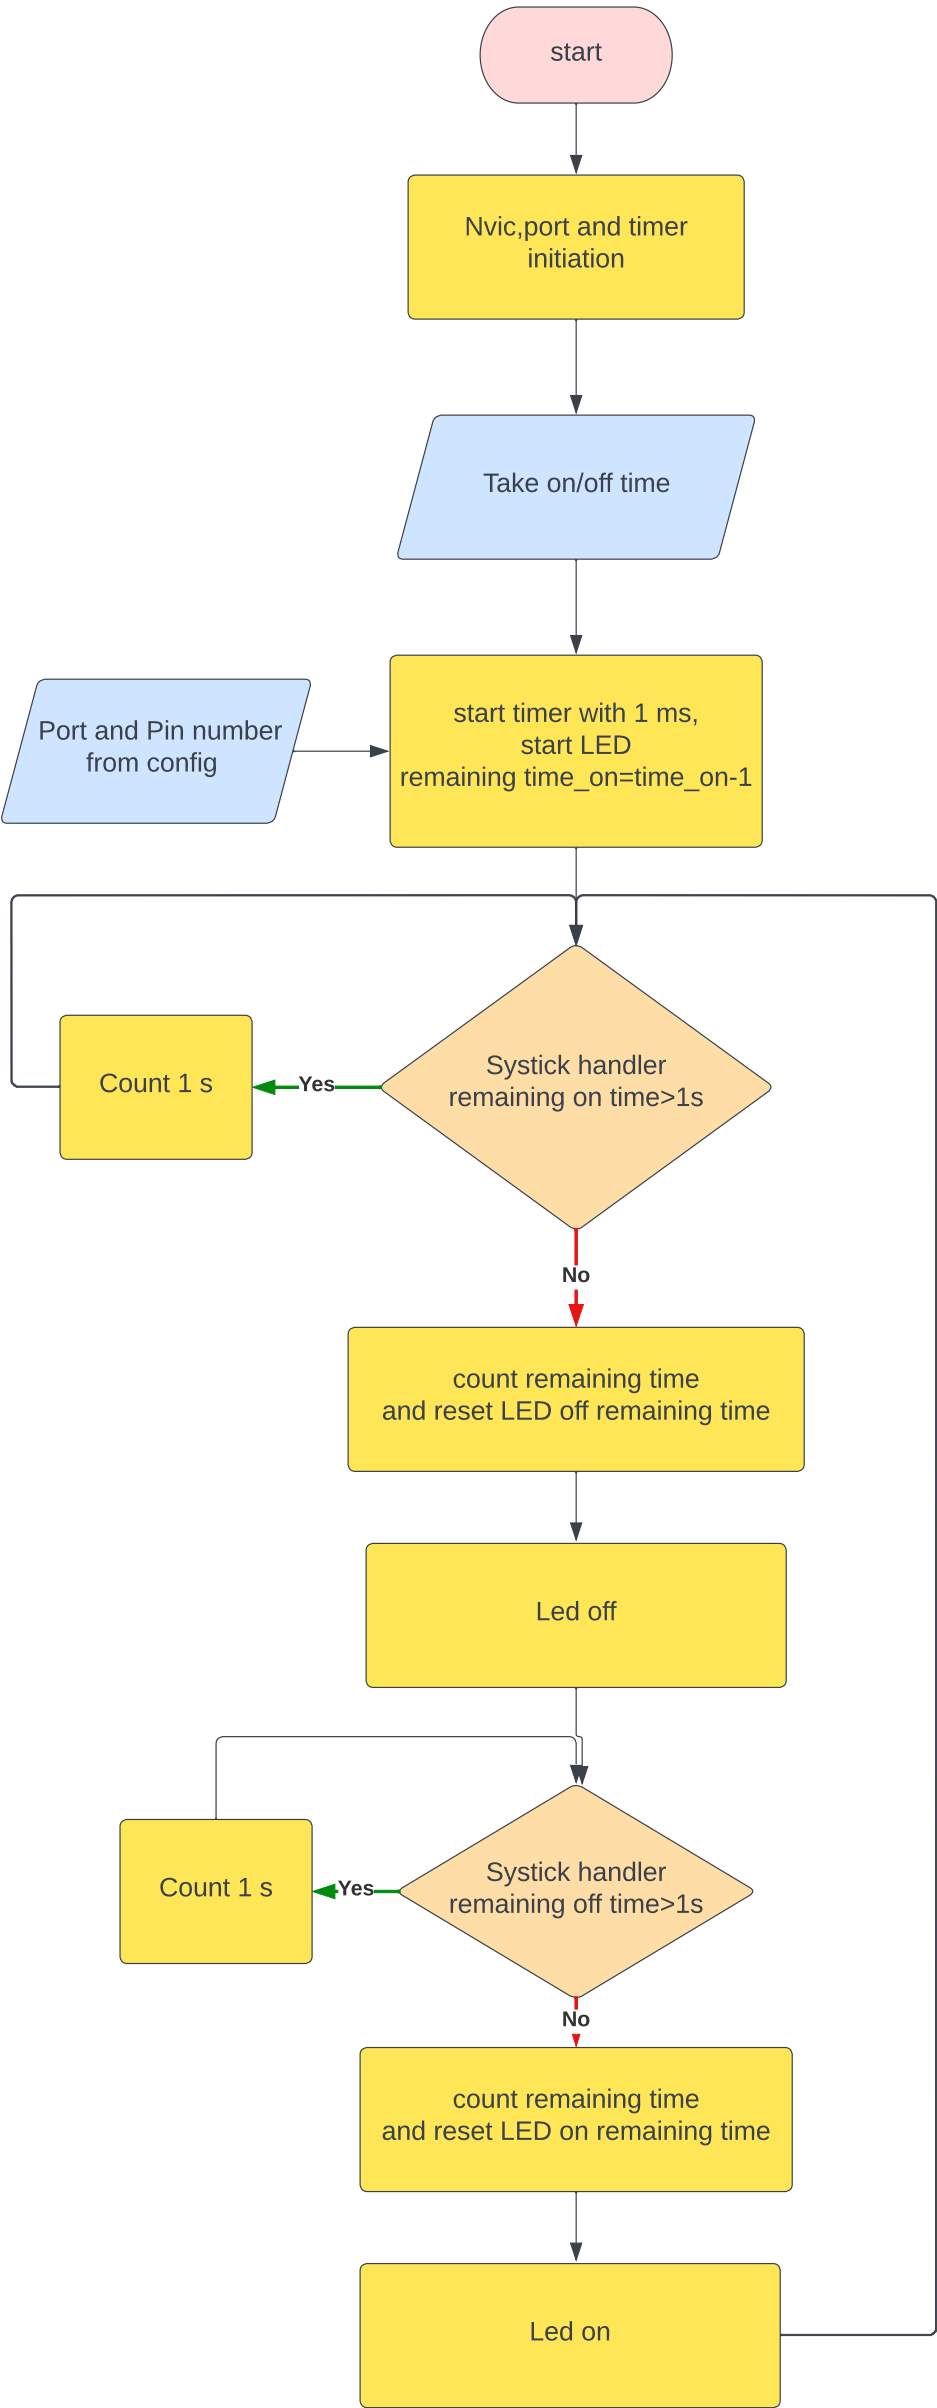 start
Nvic,port and timer
initiation
Take on/off time
Port and Pin number
from config
start timer with 1 ms,
start LED
remaining time_on=time_on-1
Systick handler
remaining on time>1s
Yes
Count 1 s
No
count remaining time
and reset LED off remaining time
Led off
Systick handler
remaining off time>1s
Yes
Count 1 s
No
count remaining time
and reset LED on remaining time
Led on